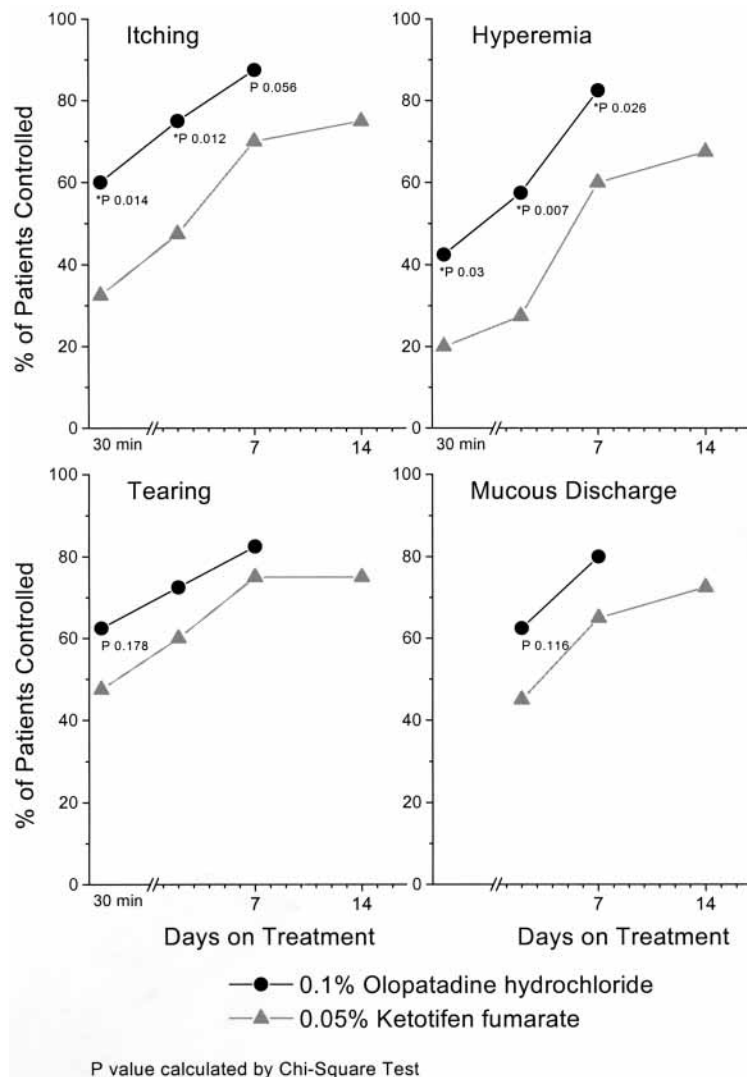 Itching
Hyperemia
% of Patients Controlled
100
80
60
40
20
0
*P 0.014
*P 0.012
P 0.056
30 min
7
14
100
80
60
40
20
0
*P 0.03
*P 0.007
*P 0.026
30 min
7
14
Tearing
Mucous Discharge
% of Patients Controlled
100
80
60
40
20
0
P 0.178
30 min
7
14
Days on Treatment
100
80
60
40
20
0
P 0.116
7
14
Days on Treatment
0.1% Olopatadine hydrochloride
0.05% Ketotifen fumarate
P value calculated by Chi-Square Test